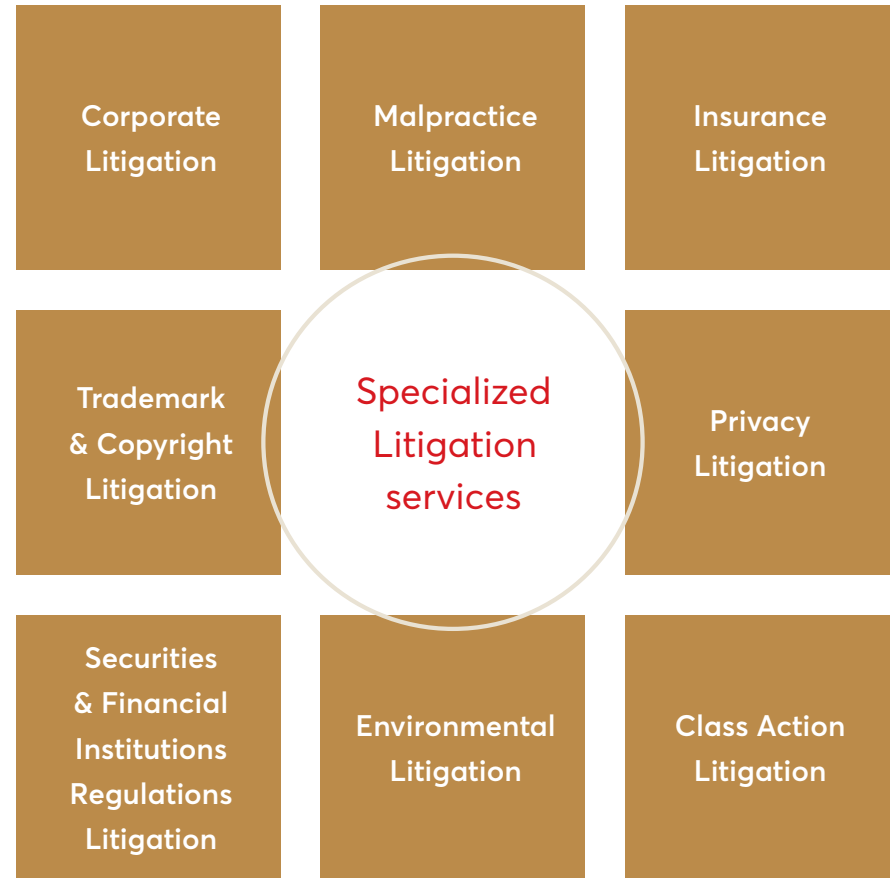 Corporate
Litigation
Malpractice
Litigation
Insurance
Litigation
Trademark
& Copyright
Litigation
Specialized
Litigation
services
Privacy
Litigation
Securities
& Financial
Institutions
Regulations
Litigation
Environmental
Litigation
Class Action
Litigation